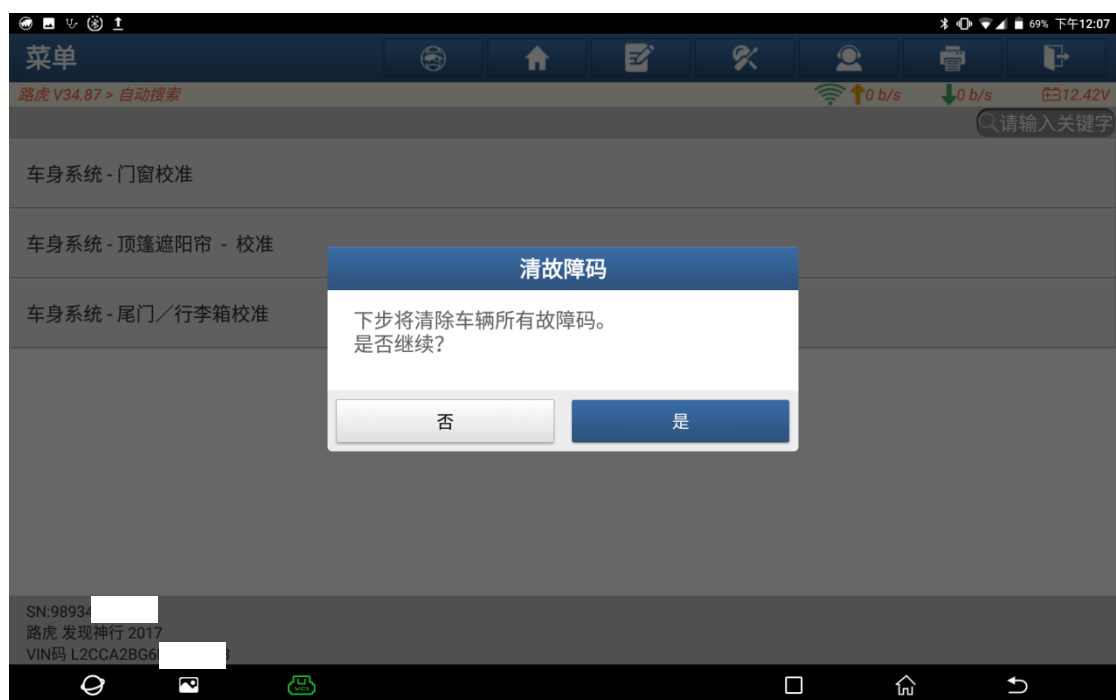 69% 下午12:07
菜单
路虎 V34.87 > 自动搜索
0 b/s
0 b/s
12.42V
请输入关键字
车身系统 - 门窗校准
车身系统 - 顶篷遮阳帘 - 校准
车身系统 - 尾门／行李箱校准
清故障码
下步将清除车辆所有故障码。
是否继续？
否
是
SN:98934
路虎 发现神行 2017
VIN码 L2CCA2BG6
VCI